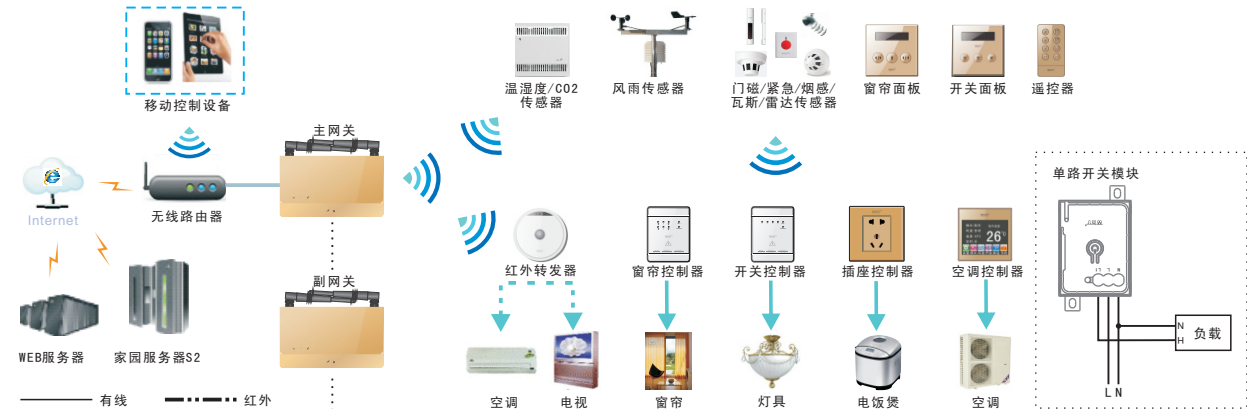 移动控制设备
温湿度/CO2
传感器
风雨传感器
门磁/紧急/烟感/
瓦斯/雷达传感器
窗帘面板
开关面板
遥控器
主网关
Internet
无线路由器
单路开关模块
红外转发器
窗帘控制器
开关控制器
插座控制器
26
空调控制器
副网关
WEB服务器
家园服务器S2
N
H
负载
L N
空调
电视
窗帘
灯具
电饭煲
空调
有线
红外